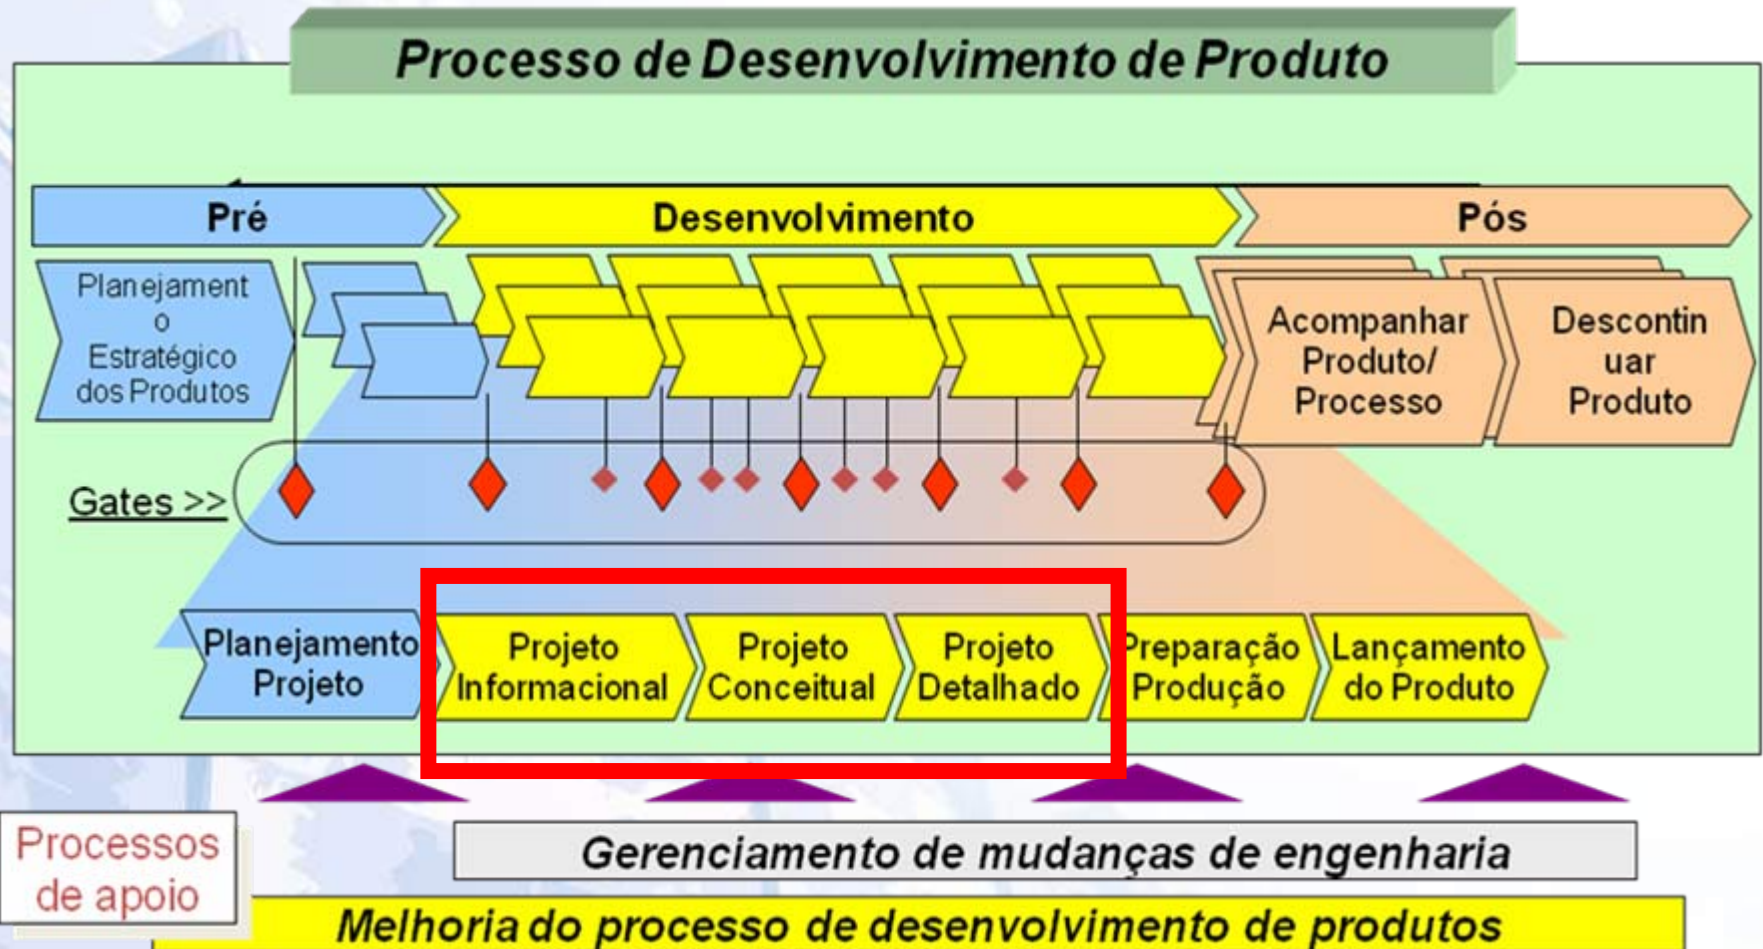 Processo de Desenvolvimento de Produto
Pré
Desenvolvimento
Pós
Planejament
o
Estratégico
dos Produtos
Acompanhar
Produto/
Processo
Descontin
uar
Produto
Gates >>
Planejamento
Projeto
Projeto
Informacional
Projeto
Conceitual
Projeto
Detalhado
Preparação
Produção
Lançamento
do Produto
Processos
de apoio
Gerenciamento de mudanças de engenharia
Melhoria do processo de desenvolvimento de produtos